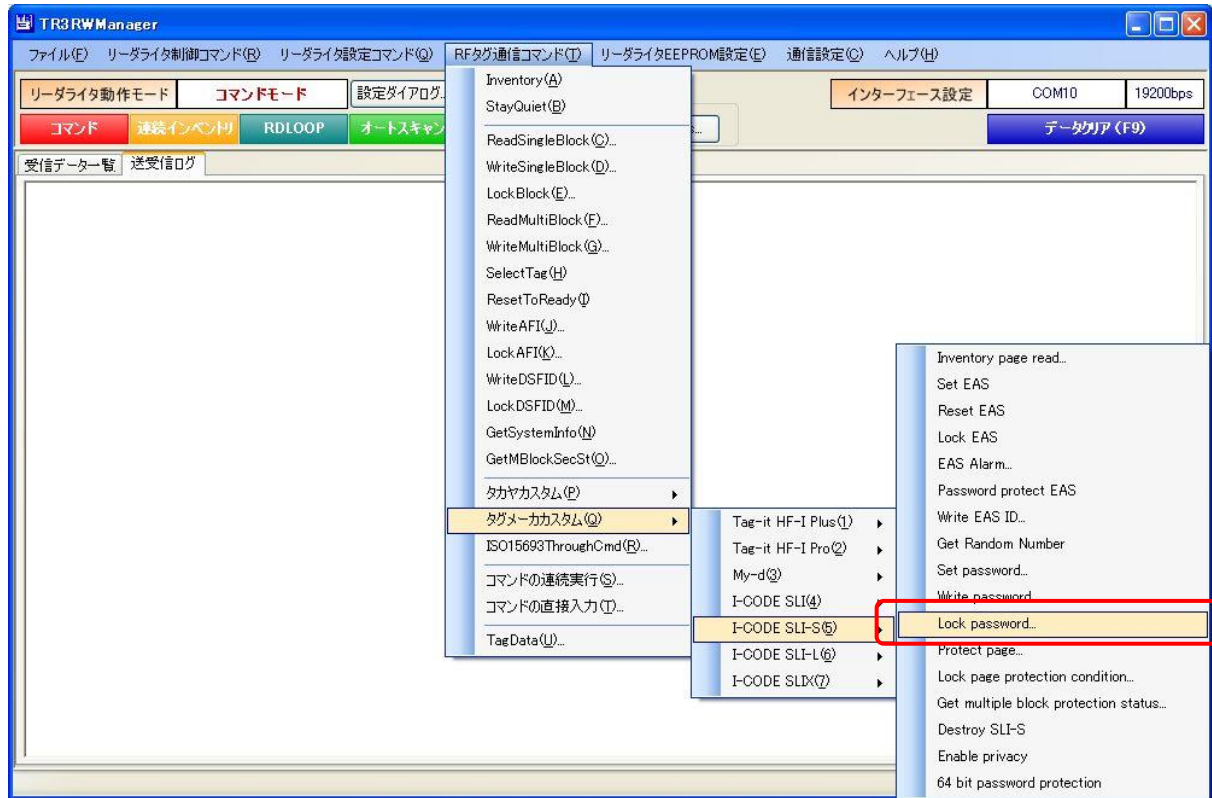 TR3RWManager
ファイル(F) リーダライタ制御コマンド(R) リーダライタ設定コマンド(Q) RFタグ通信コマンド(T) リーダライタEEPROM設定(E) 通信設定(C) ヘルプ(H)
リーダライタ動作モード コマンドモード 設定ダイアログ... インターフェース設定 COM10 19200bps
コマンド 連続インベントリ RDLOOP オートスキャン データクリア(F9)
受信データ一覧 送受信ログ
Inventory(A)
StayQuiet(B)
ReadSingleBlock(C)...
WriteSingleBlock(D)...
LockBlock(E)...
ReadMultiBlock(F)...
WriteMultiBlock(G)...
SelectTag(H)
ResetToReady(I)
WriteAFI(J)...
LockAFI(K)...
WriteDSFID(L)...
LockDSFID(M)...
GetSystemInfo(N)
GetMBlockSecSt(O)...
タカヤカスタム(P)
タグメーカカスタム(Q)
ISO15693ThroughCmd(R)...
コマンドの連続実行(S)...
コマンドの直接入力(T)...
TagData(U)...
Tag-it HF-I Plus(1)
Tag-it HF-I Pro(2)
My-d(3)
I-CODE SLI(4)
I-CODE SLI-S(5)
I-CODE SLI-L(6)
I-CODE SLIX(7)
Inventory page read...
Set EAS
Reset EAS
Lock EAS
EAS Alarm...
Password protect EAS
Write EAS ID...
Get Random Number
Set password...
Write password...
Lock password...
Protect page...
Lock page protection condition...
Get multiple block protection status...
Destroy SLI-S
Enable privacy
64 bit password protection